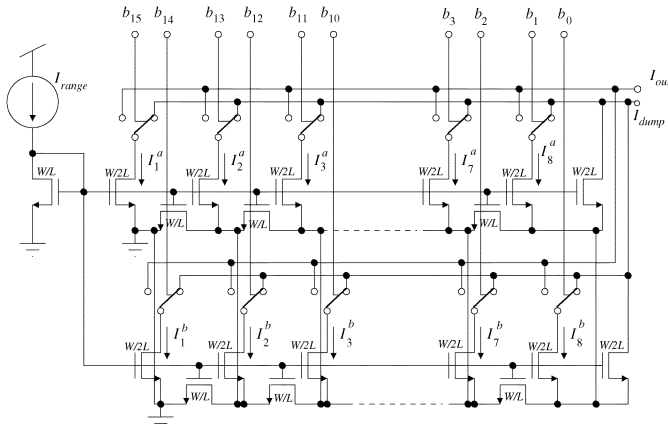 b15 b14 b13 b12 b11 b10 b3 b2 b1 b0
Irange
Iou
Idump
W/L W/2L I1a W/2L I2a W/2L I3a W/2L I7a W/2L I8a W/2L
W/L W/L W/L
W/2L I1b W/2L I2b W/2L I3b W/2L I7b W/2L I8b W/2L
W/L W/L W/L